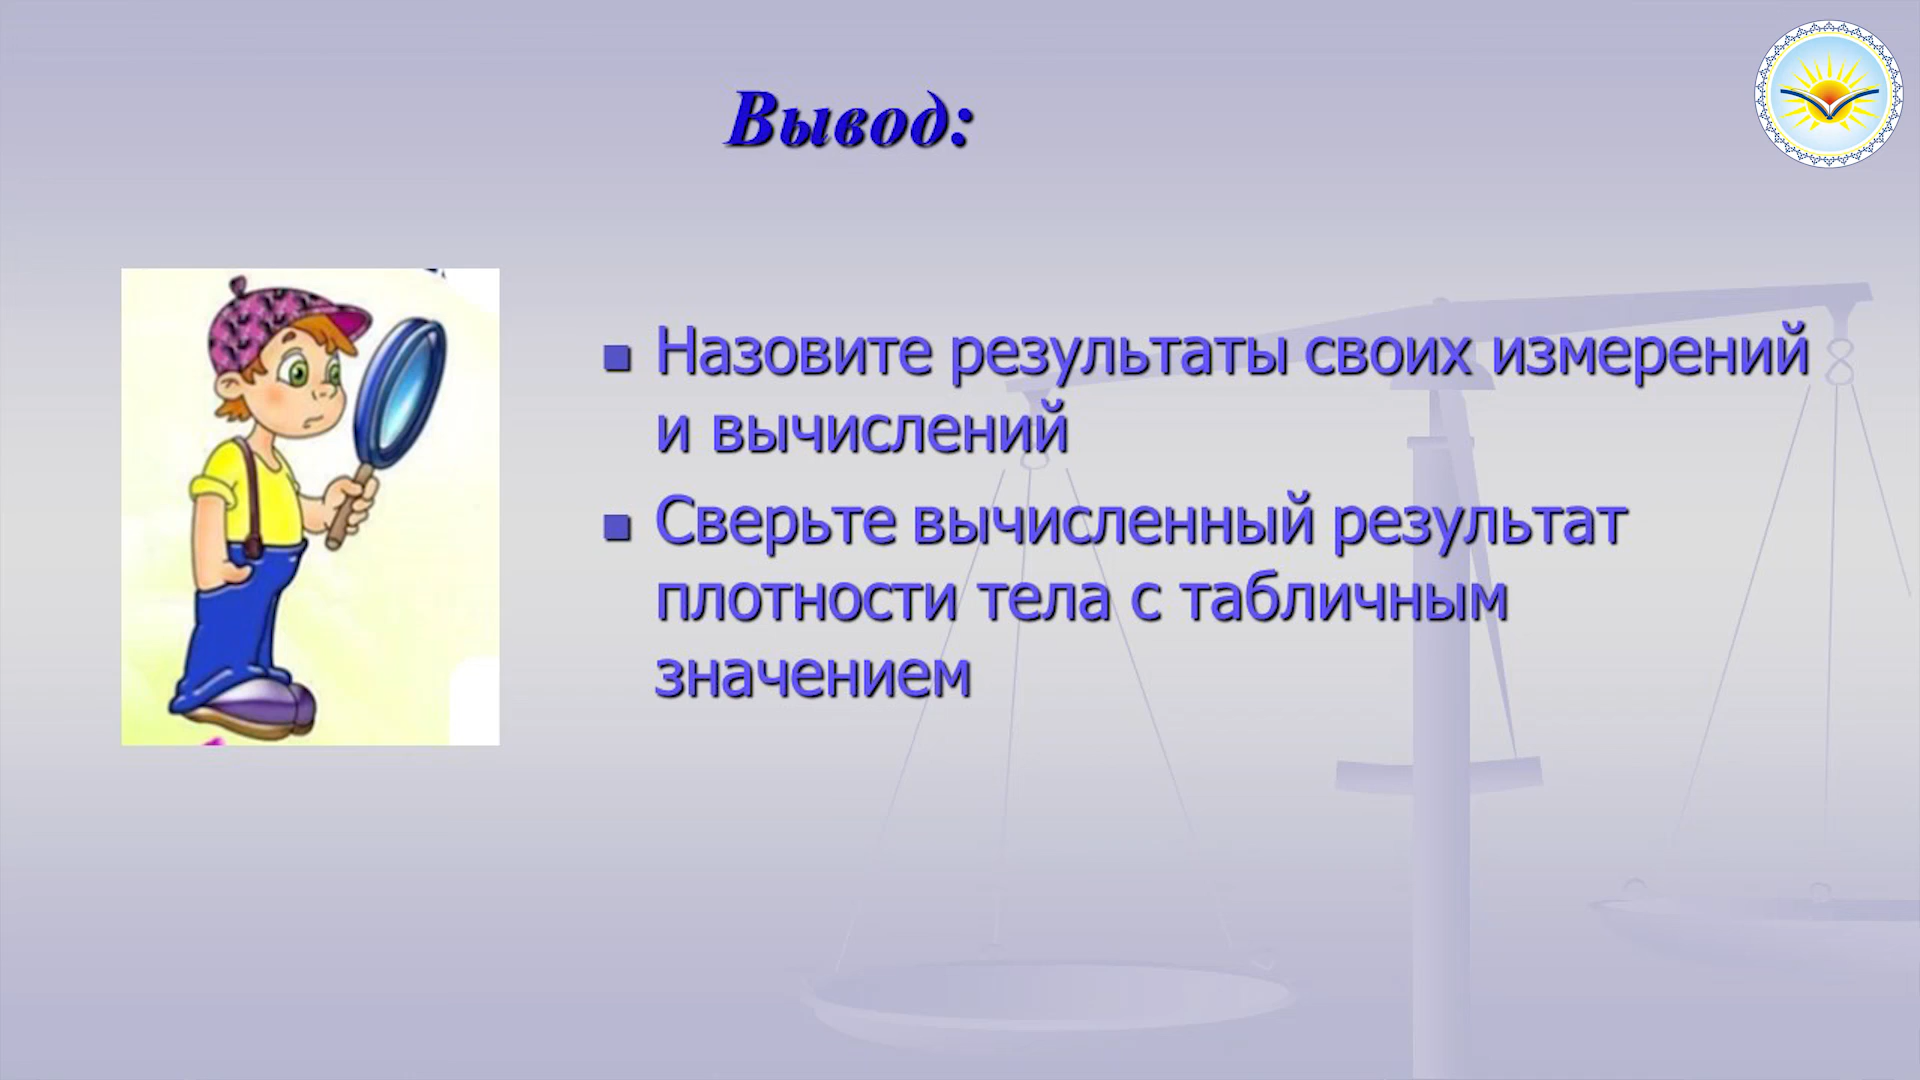 Вывод:
Назовите результаты своих измерений
и вычислений
Сверьте вычисленный результат
плотности тела с табличным
значением